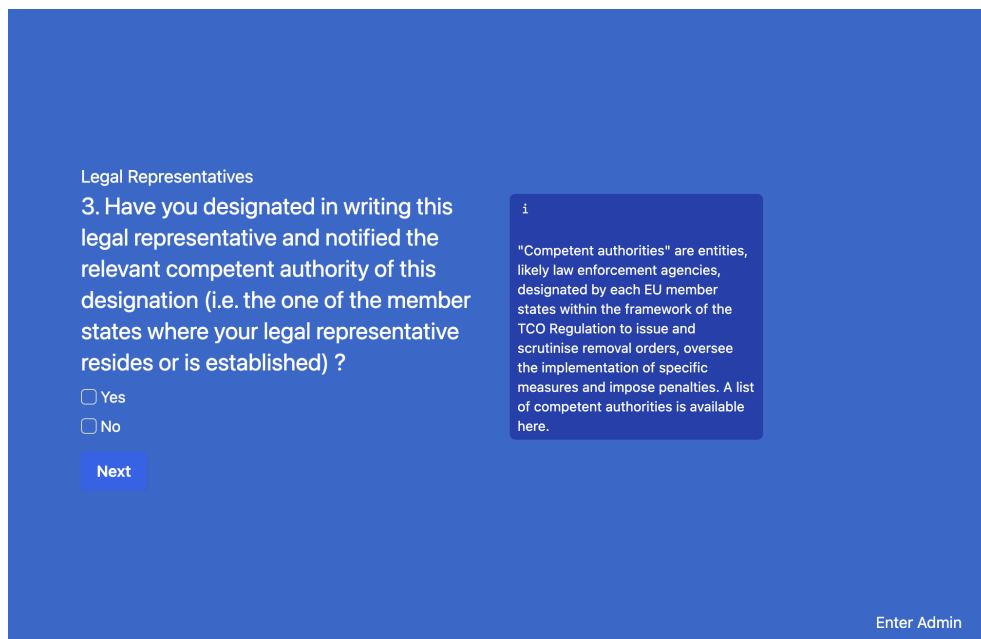 Legal Representatives
3. Have you designated in writing this
legal representative and notified the
relevant competent authority of this
designation (i.e. the one of the member
states where your legal representative
resides or is established) ?
Yes
No
Next
i
"Competent authorities" are entities,
likely law enforcement agencies,
designated by each EU member
states within the framework of the
TCO Regulation to issue and
scrutinise removal orders, oversee
the implementation of specific
measures and impose penalties. A list
of competent authorities is available
here.
Enter Admin